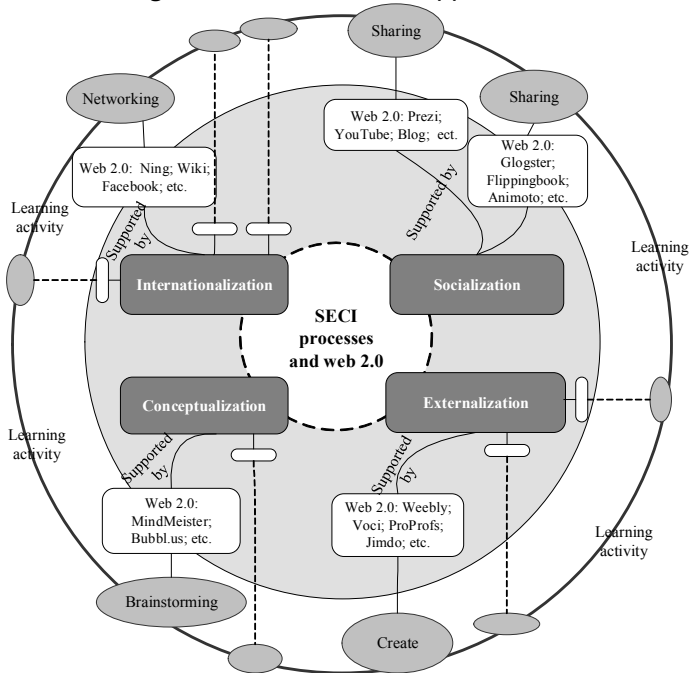 Sharing
Networking
Sharing
Web 2.0: Prezi;
YouTube; Blog; ect.
Web 2.0:
Glogster;
Flippingbook;
Animoto; etc.
Web 2.0: Ning; Wiki;
Facebook; etc.
Learning
activity
Supported
by
Supported by
Learning
activity
Internationalization
Socialization
SECI
processes
and web 2.0
Conceptualization
Externalization
Learning
activity
Supported
by
Supported
by
Web 2.0:
MindMeister;
Bubbl.us; etc.
Web 2.0: Weebly;
Voci; ProProfs;
Jimdo; etc.
Learning
activity
Brainstorming
Create